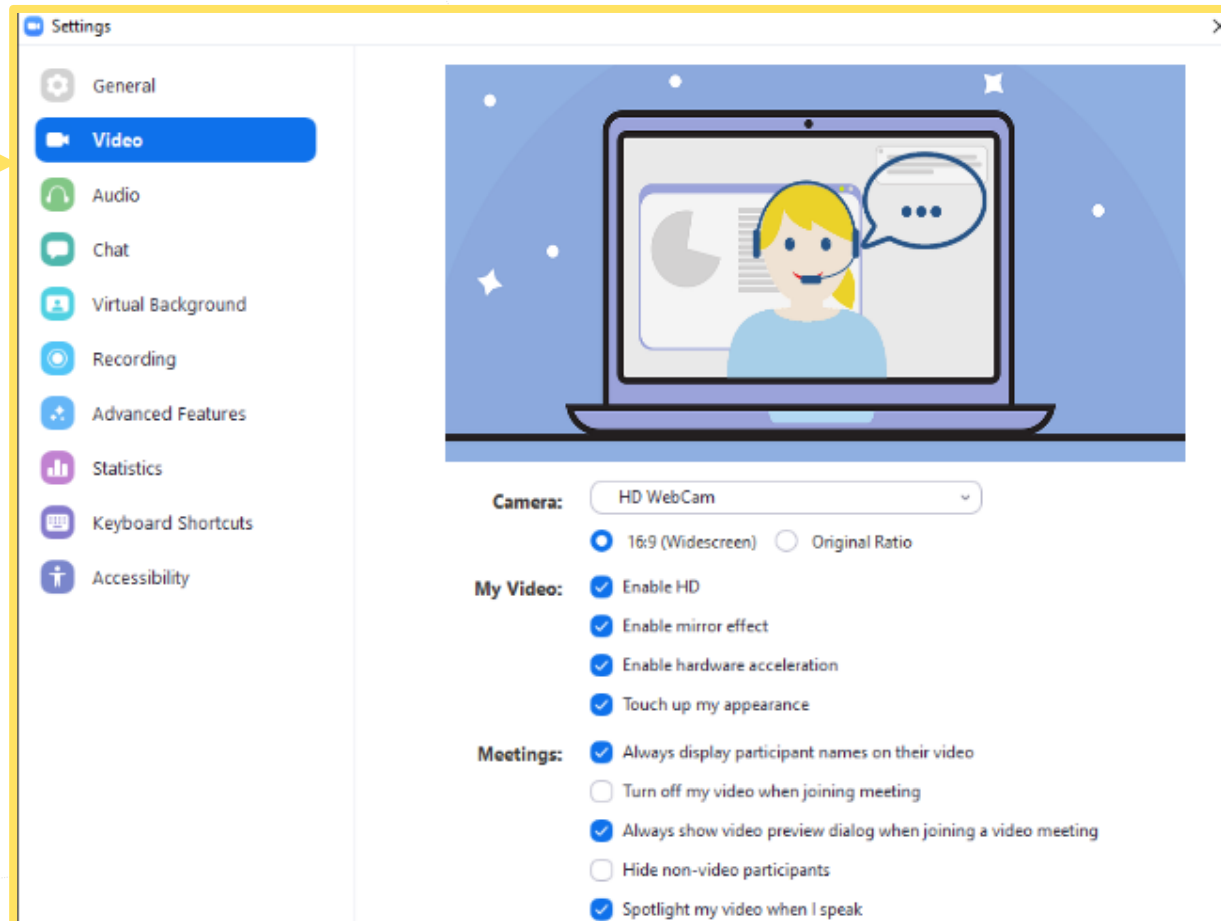 Settings
General
Video
Audio
Chat
Virtual Background
Recording
Advanced Features
Statistics
Keyboard Shortcuts
Accessibility
Camera: HD WebCam
16:9 (Widescreen) Original Ratio
My Video: Enable HD
Enable mirror effect
Enable hardware acceleration
Touch up my appearance
Meetings: Always display participant names on their video
Turn off my video when joining meeting
Always show video preview dialog when joining a video meeting
Hide non-video participants
Spotlight my video when I speak